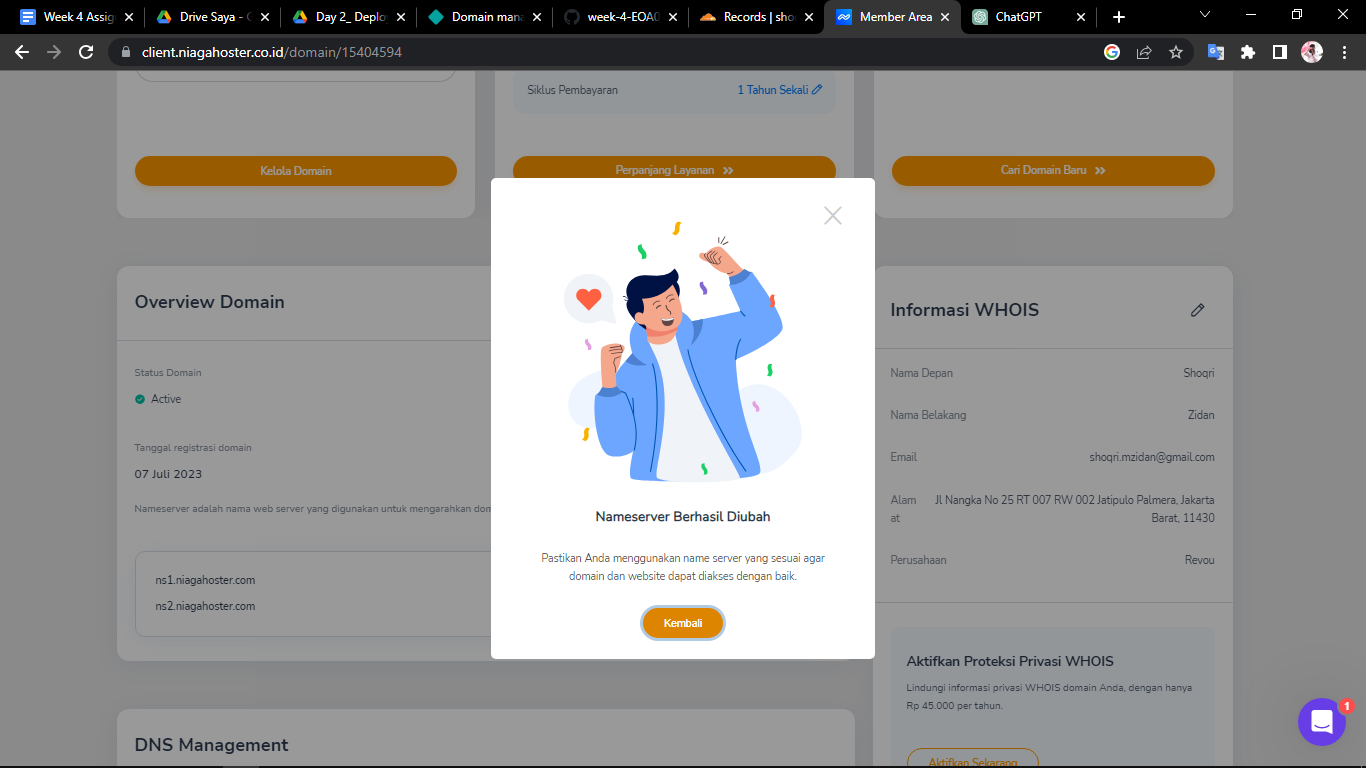 Week 4 Assig
Drive Saya - G
Day 2_ Deplo
Domain mana
week-4-EOA0
Records | sho
Member Area
ChatGPT
client.niagahoster.co.id/domain/15404594
Siklus Pembayaran
1 Tahun Sekali
Kelola Domain
Perpanjang Layanan
Cari Domain Baru
Overview Domain
Status Domain
Active
Tanggal registrasi domain
07 Juli 2023
Nameserver adalah nama web server yang digunakan untuk mengarahkan dom
ns1.niagahoster.com
ns2.niagahoster.com
DNS Management
Nameserver Berhasil Diubah
Pastikan Anda menggunakan name server yang sesuai agar
domain dan website dapat diakses dengan baik.
Kembali
Informasi WHOIS
Nama Depan
Shoqri
Nama Belakang
Zidan
Email
shoqri.mzidan@gmail.com
Alam
at
Jl Nangka No 25 RT 007 RW 002 Jatipulo Palmera, Jakarta
Barat, 11430
Perusahaan
Revou
Aktifkan Proteksi Privasi WHOIS
Lindungi informasi privasi WHOIS domain Anda, dengan hanya
Rp 45.000 per tahun.
Aktifkan Sekarang
1